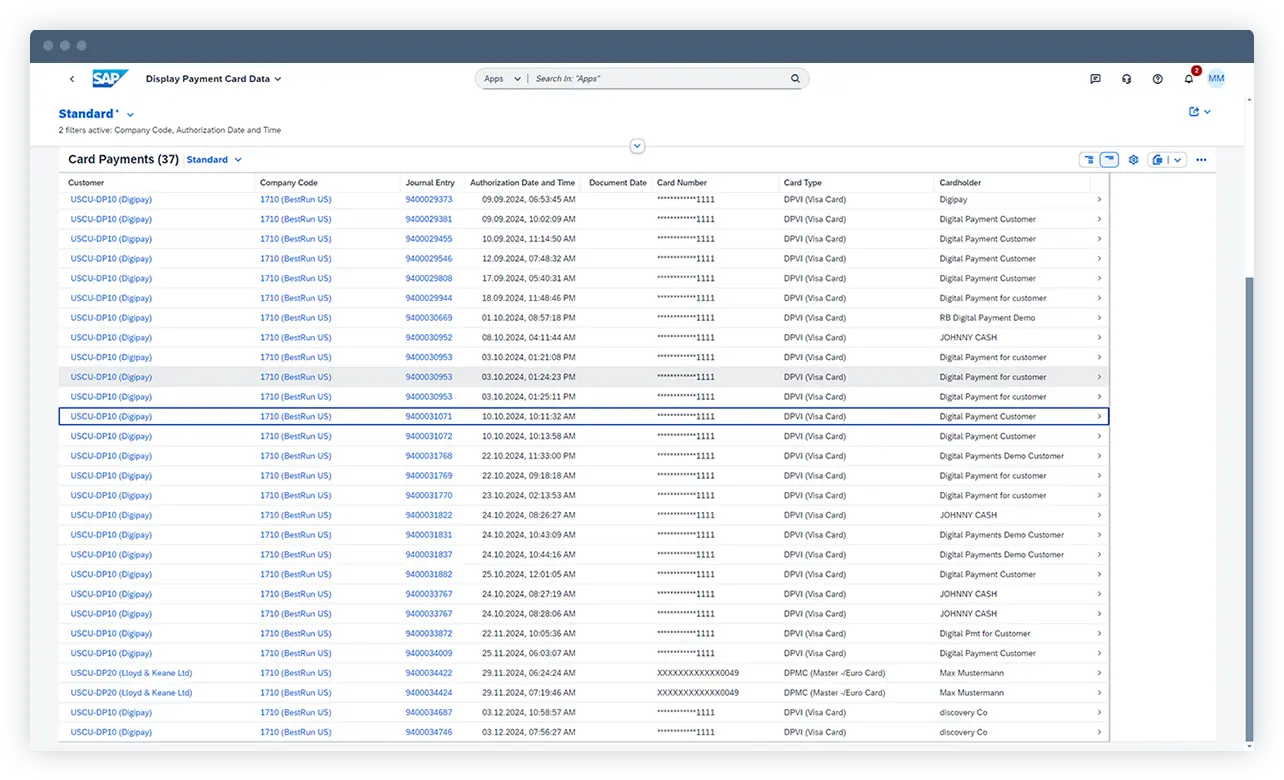 SAP Display Payment Card Data Apps Search In: "Apps" 2 MM
Standard*
2 filters active: Company Code, Authorization Date and Time
Card Payments (37) Standard
Customer Company Code Journal Entry Authorization Date and Time Document Date Card Number Card Type Cardholder
USCU-DP10 (Digipay) 1710 (BestRun US) 9400029373 09.09.2024, 06:53:45 AM ************1111 DPVI (Visa Card) Digipay
USCU-DP10 (Digipay) 1710 (BestRun US) 9400029381 09.09.2024, 10:02:09 AM ************1111 DPVI (Visa Card) Digital Payment Customer
USCU-DP10 (Digipay) 1710 (BestRun US) 9400029455 10.09.2024, 11:14:50 AM ************1111 DPVI (Visa Card) Digital Payment Customer
USCU-DP10 (Digipay) 1710 (BestRun US) 9400029546 12.09.2024, 07:48:32 AM ************1111 DPVI (Visa Card) Digital Payment Customer
USCU-DP10 (Digipay) 1710 (BestRun US) 9400029808 17.09.2024, 05:40:31 AM ************1111 DPVI (Visa Card) Digital Payment Customer
USCU-DP10 (Digipay) 1710 (BestRun US) 9400029944 18.09.2024, 11:48:46 PM ************1111 DPVI (Visa Card) Digital Payment for customer
USCU-DP10 (Digipay) 1710 (BestRun US) 9400030669 01.10.2024, 08:57:18 PM ************1111 DPVI (Visa Card) RB Digital Payment Demo
USCU-DP10 (Digipay) 1710 (BestRun US) 9400030952 08.10.2024, 04:11:44 AM ************1111 DPVI (Visa Card) JOHNNY CASH
USCU-DP10 (Digipay) 1710 (BestRun US) 9400030953 03.10.2024, 01:21:08 PM ************1111 DPVI (Visa Card) Digital Payment for customer
USCU-DP10 (Digipay) 1710 (BestRun US) 9400030953 03.10.2024, 01:24:23 PM ************1111 DPVI (Visa Card) Digital Payment for customer
USCU-DP10 (Digipay) 1710 (BestRun US) 9400030953 03.10.2024, 01:25:11 PM ************1111 DPVI (Visa Card) Digital Payment for customer
USCU-DP10 (Digipay) 1710 (BestRun US) 9400031071 10.10.2024, 10:11:32 AM ************1111 DPVI (Visa Card) Digital Payment Customer
USCU-DP10 (Digipay) 1710 (BestRun US) 9400031072 10.10.2024, 10:13:58 AM ************1111 DPVI (Visa Card) Digital Payment Customer
USCU-DP10 (Digipay) 1710 (BestRun US) 9400031768 22.10.2024, 11:33:00 PM ************1111 DPVI (Visa Card) Digital Payments Demo Customer
USCU-DP10 (Digipay) 1710 (BestRun US) 9400031769 22.10.2024, 09:18:18 AM ************1111 DPVI (Visa Card) Digital Payment for customer
USCU-DP10 (Digipay) 1710 (BestRun US) 9400031770 23.10.2024, 02:13:53 AM ************1111 DPVI (Visa Card) Digital Payment for customer
USCU-DP10 (Digipay) 1710 (BestRun US) 9400031822 24.10.2024, 08:26:27 AM ************1111 DPVI (Visa Card) JOHNNY CASH
USCU-DP10 (Digipay) 1710 (BestRun US) 9400031831 24.10.2024, 10:43:09 AM ************1111 DPVI (Visa Card) Digital Payments Demo Customer
USCU-DP10 (Digipay) 1710 (BestRun US) 9400031837 24.10.2024, 10:44:16 AM ************1111 DPVI (Visa Card) Digital Payments Demo Customer
USCU-DP10 (Digipay) 1710 (BestRun US) 9400031882 25.10.2024, 12:01:05 AM ************1111 DPVI (Visa Card) Digital Payment Customer
USCU-DP10 (Digipay) 1710 (BestRun US) 9400033767 24.10.2024, 08:27:19 AM ************1111 DPVI (Visa Card) JOHNNY CASH
USCU-DP10 (Digipay) 1710 (BestRun US) 9400033767 24.10.2024, 08:28:06 AM ************1111 DPVI (Visa Card) JOHNNY CASH
USCU-DP10 (Digipay) 1710 (BestRun US) 9400033872 22.11.2024, 10:05:36 AM ************1111 DPVI (Visa Card) Digital Pmt for Customer
USCU-DP10 (Digipay) 1710 (BestRun US) 9400034009 25.11.2024, 06:03:07 AM ************1111 DPVI (Visa Card) Digital Payment Customer
USCU-DP20 (Lloyd & Keane Ltd) 1710 (BestRun US) 9400034422 29.11.2024, 06:24:24 AM XXXXXXXXXXXX0049 DPMC (Master -/Euro Card) Max Mustermann
USCU-DP20 (Lloyd & Keane Ltd) 1710 (BestRun US) 9400034424 29.11.2024, 07:19:46 AM XXXXXXXXXXXX0049 DPMC (Master -/Euro Card) Max Mustermann
USCU-DP10 (Digipay) 1710 (BestRun US) 9400034687 03.12.2024, 10:58:57 AM ************1111 DPVI (Visa Card) discovery Co
USCU-DP10 (Digipay) 1710 (BestRun US) 9400034746 03.12.2024, 07:56:27 AM ************1111 DPVI (Visa Card) discovery Co